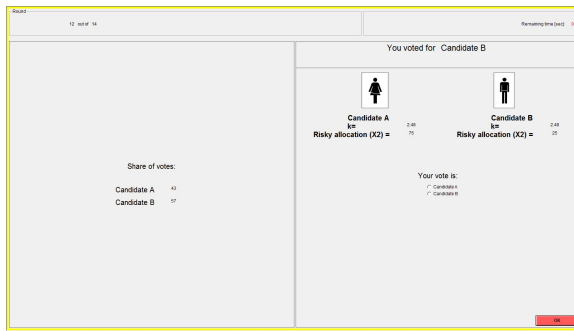 Round
12 out of 14
Remaining time [sec]: 0
You voted for Candidate B
Candidate A
k= 2.48
Risky allocation (X2) = 75
Candidate B
k= 2.48
Risky allocation (X2) = 25
Share of votes:
Candidate A 43
Candidate B 57
Your vote is:
Candidate A
Candidate B
OK